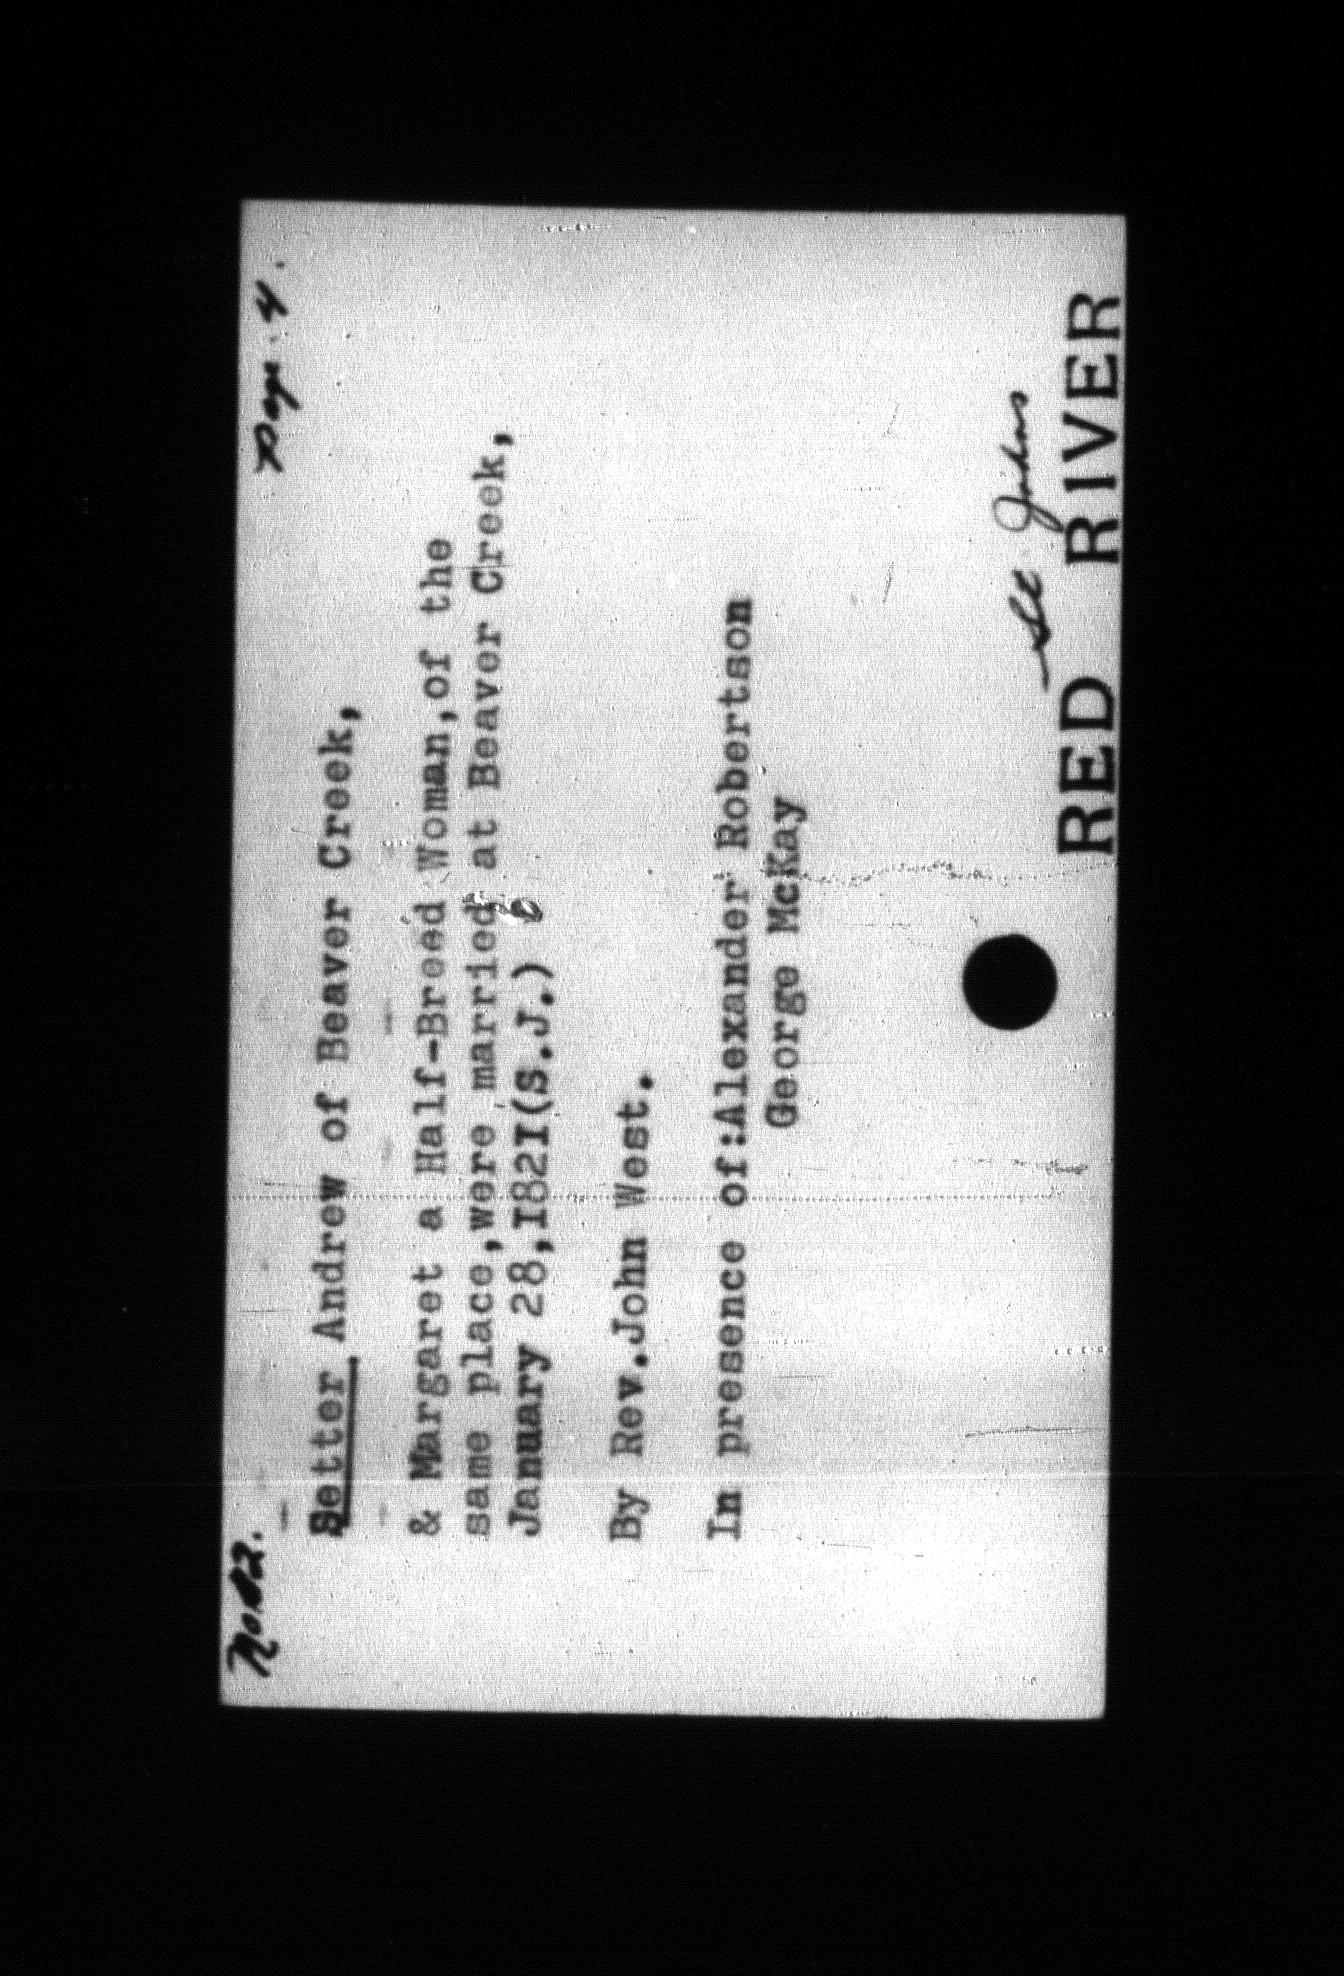 No 42. Page. 4.
Setter Andrew of Beaver Creek,
& Margaret a Half-Breed Woman,of the
same place,were married at Beaver Creek,
January 28,I82I(S.J.)
By Rev.John West.
In presence of:Alexander Robertson
George McKay
St Johns
RED RIVER